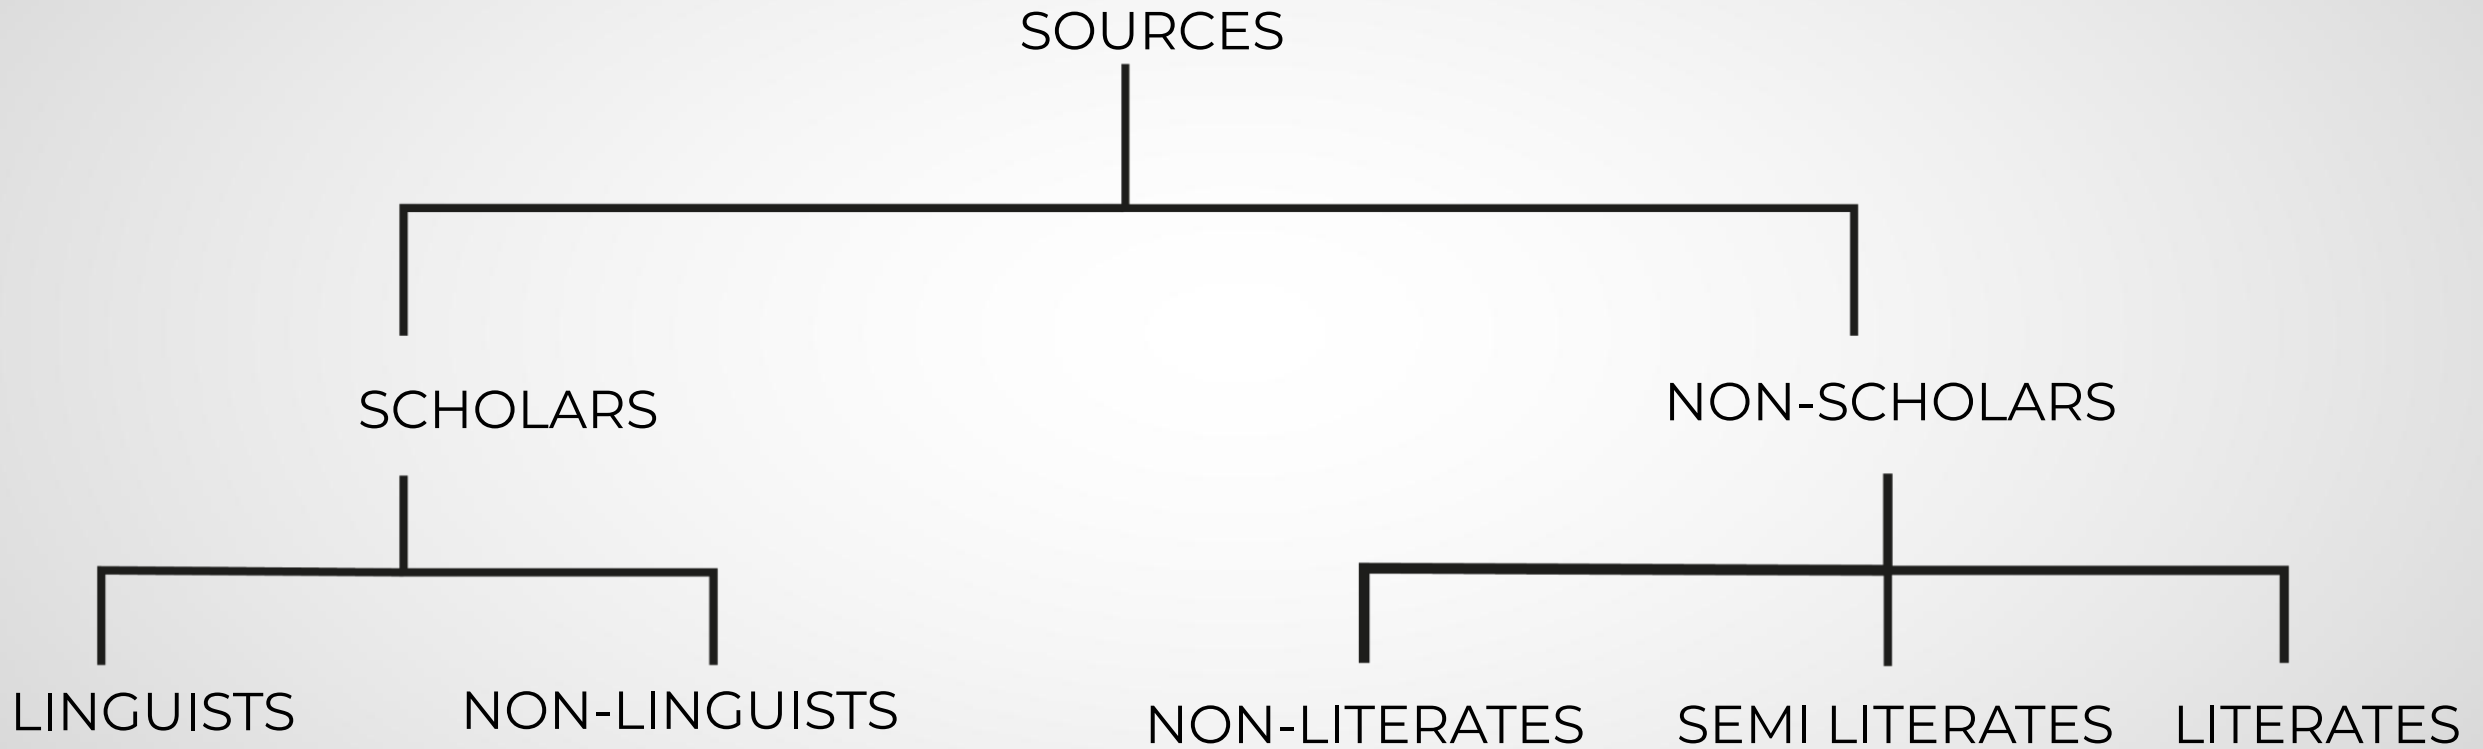 SOURCES
SCHOLARS
NON-SCHOLARS
LINGUISTS
NON-LINGUISTS
NON-LITERATES
SEMI LITERATES
LITERATES